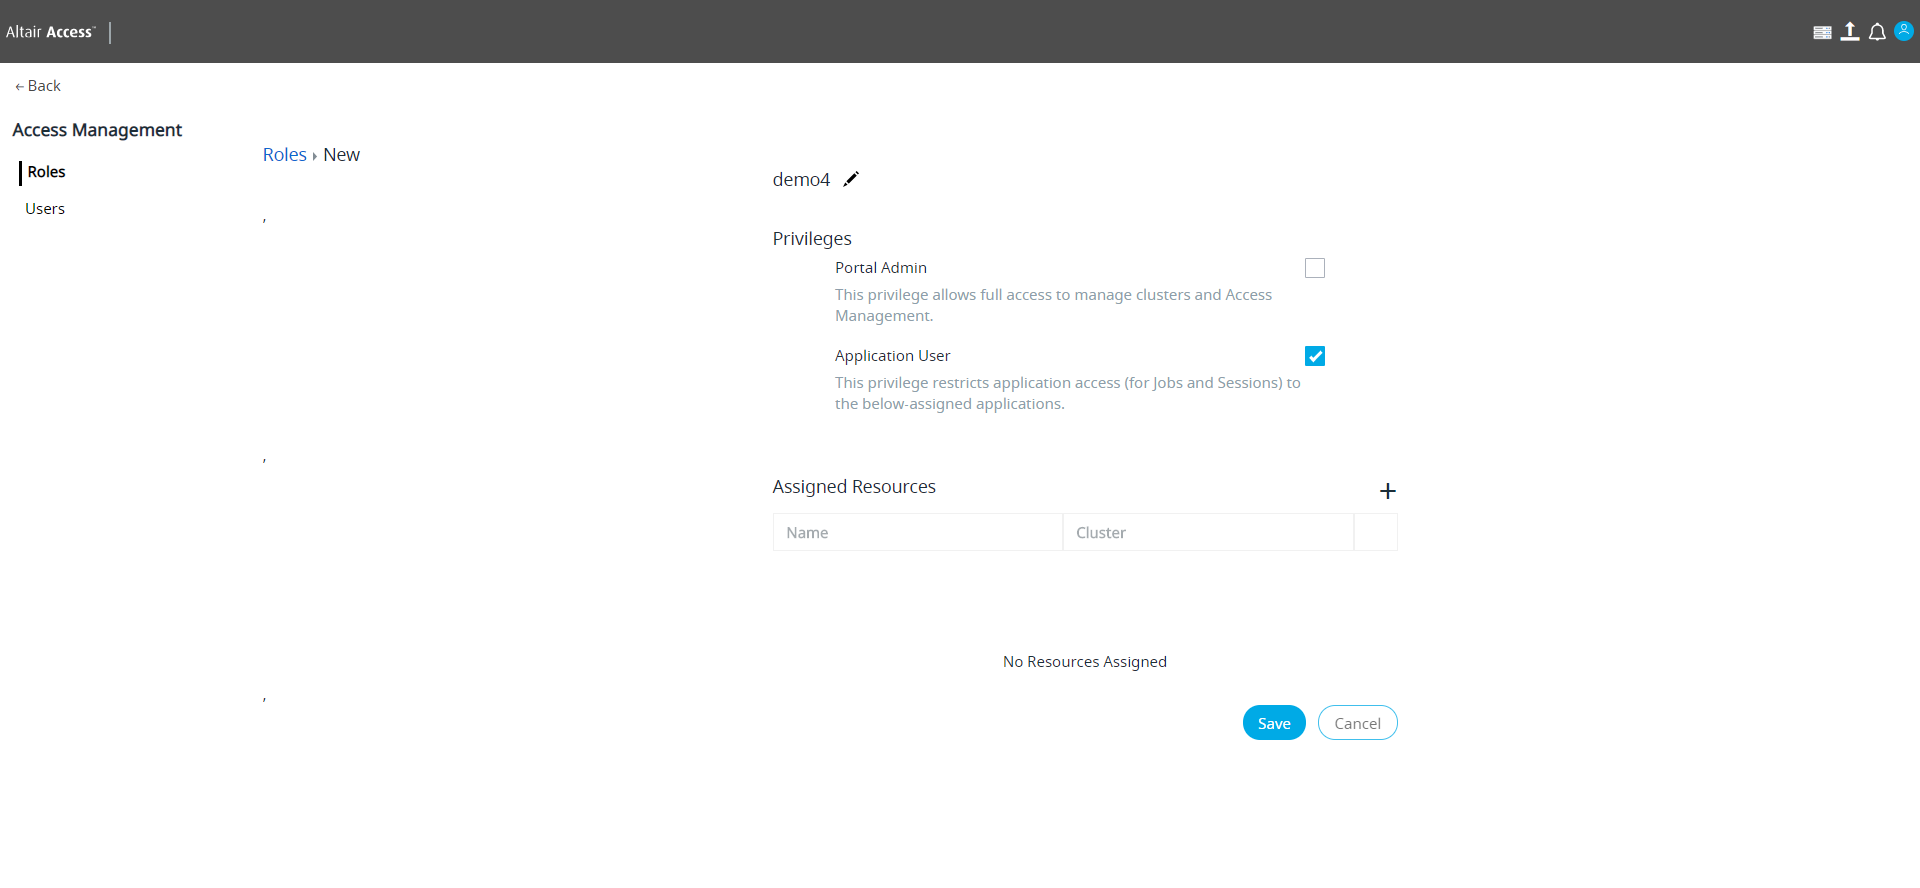 Altair Access™
← Back
Access Management
Roles
Users
Roles › New
demo4
,
Privileges
Portal Admin
This privilege allows full access to manage clusters and Access
Management.
Application User
This privilege restricts application access (for Jobs and Sessions) to
the below-assigned applications.
,
Assigned Resources
Name Cluster
No Resources Assigned
,
Save Cancel